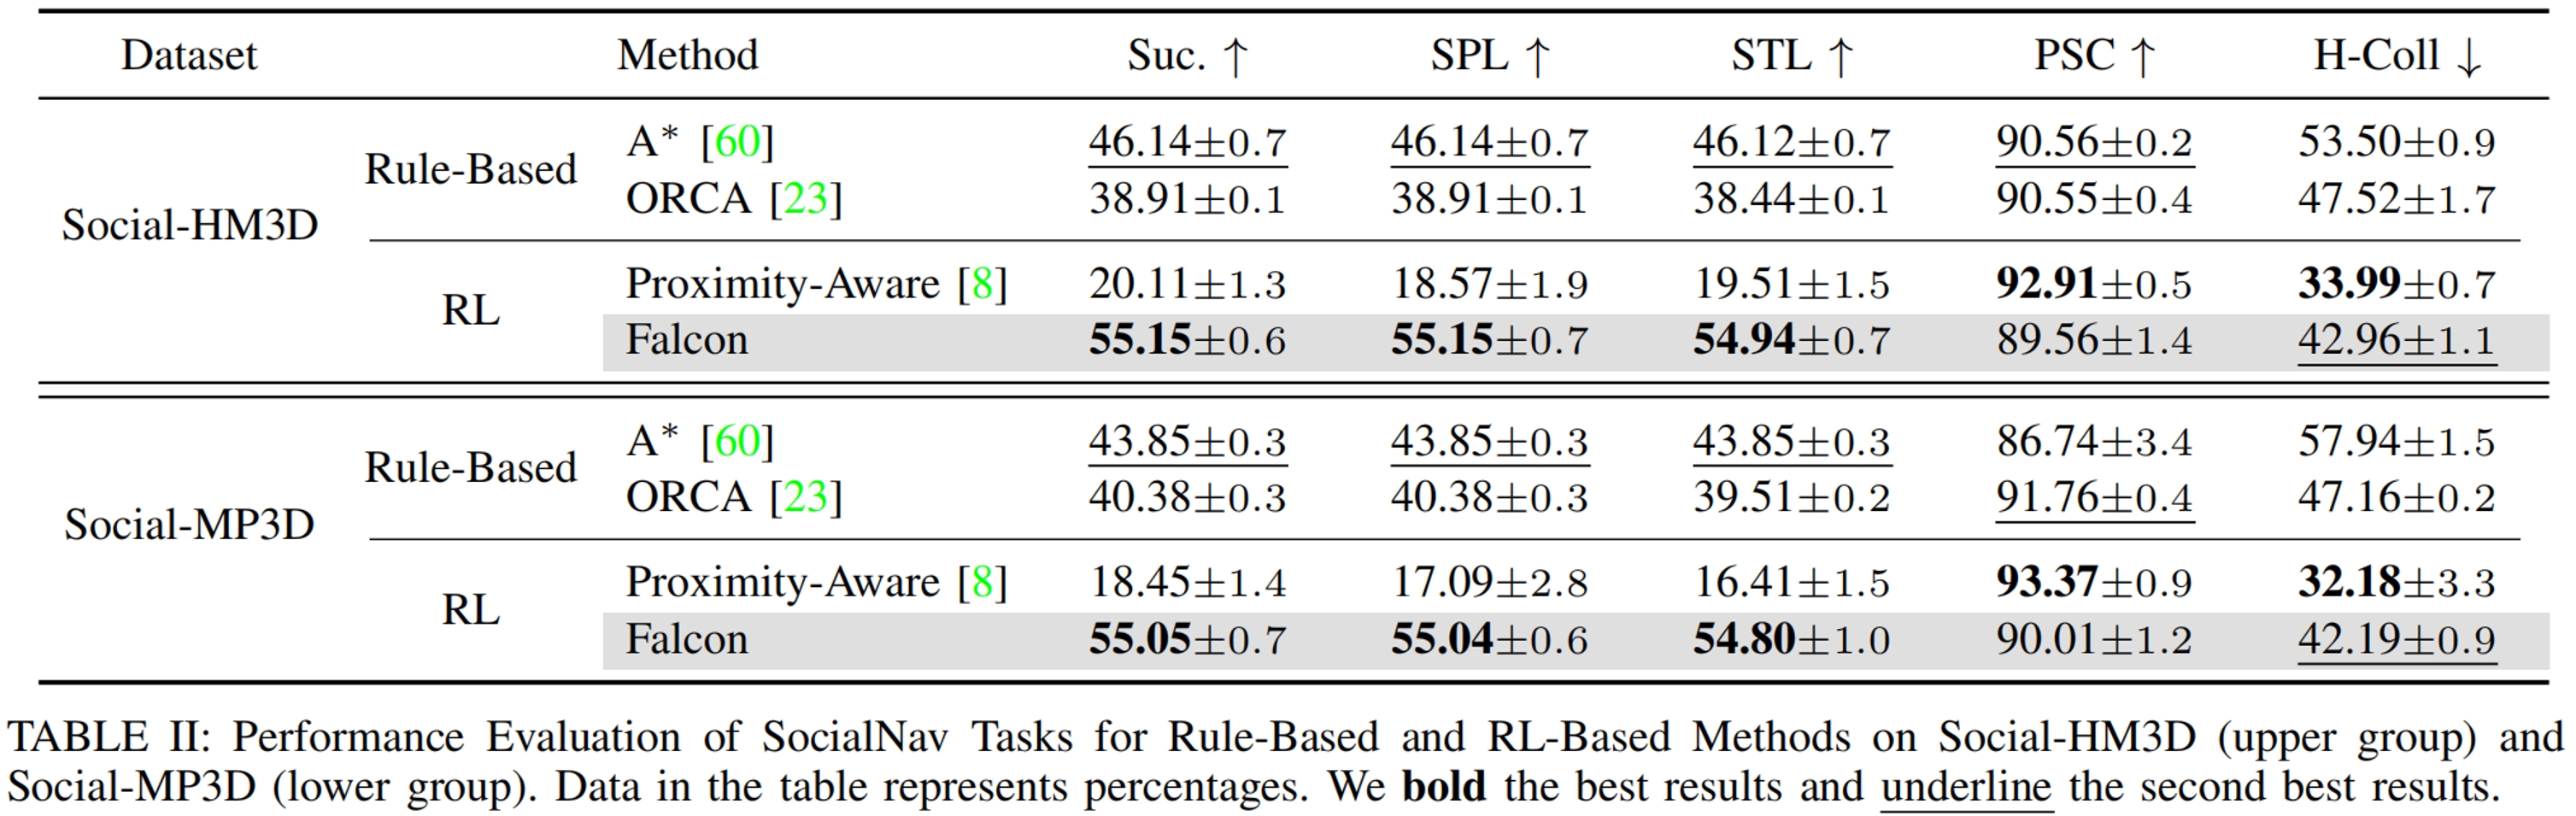 Dataset Method Suc. ↑ SPL ↑ STL ↑ PSC ↑ H-Coll ↓
Social-HM3D Rule-Based A* [60] 46.14±0.7 46.14±0.7 46.12±0.7 90.56±0.2 53.50±0.9
ORCA [23] 38.91±0.1 38.91±0.1 38.44±0.1 90.55±0.4 47.52±1.7
RL Proximity-Aware [8] 20.11±1.3 18.57±1.9 19.51±1.5 92.91±0.5 33.99±0.7
Falcon 55.15±0.6 55.15±0.7 54.94±0.7 89.56±1.4 42.96±1.1
Social-MP3D Rule-Based A* [60] 43.85±0.3 43.85±0.3 43.85±0.3 86.74±3.4 57.94±1.5
ORCA [23] 40.38±0.3 40.38±0.3 39.51±0.2 91.76±0.4 47.16±0.2
RL Proximity-Aware [8] 18.45±1.4 17.09±2.8 16.41±1.5 93.37±0.9 32.18±3.3
Falcon 55.05±0.7 55.04±0.6 54.80±1.0 90.01±1.2 42.19±0.9
TABLE II: Performance Evaluation of SocialNav Tasks for Rule-Based and RL-Based Methods on Social-HM3D (upper group) and
Social-MP3D (lower group). Data in the table represents percentages. We bold the best results and underline the second best results.